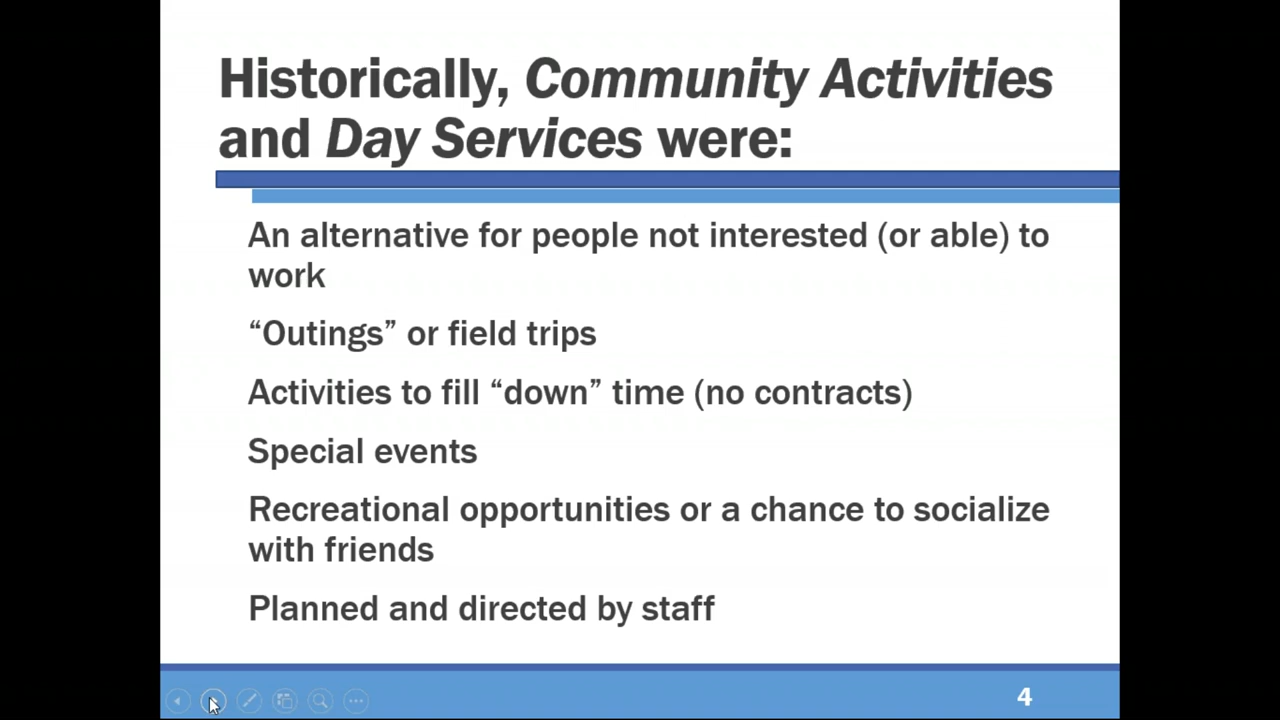 Historically, Community Activities
and Day Services were:
An alternative for people not interested (or able) to
work
“Outings” or field trips
Activities to fill “down” time (no contracts)
Special events
Recreational opportunities or a chance to socialize
with friends
Planned and directed by staff
4